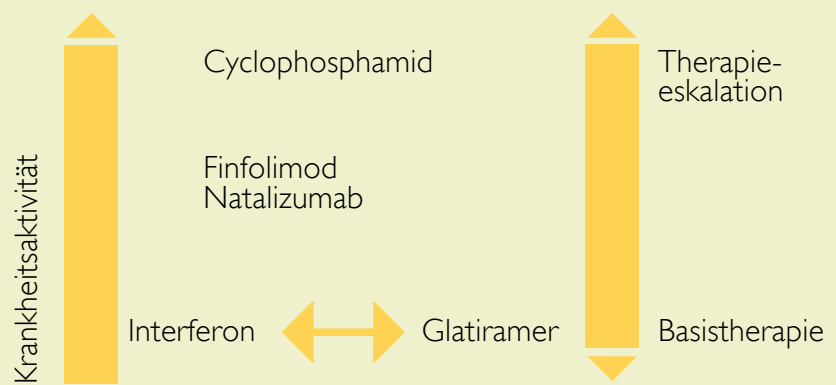 Krankheitsaktivität
Cyclophosphamid
Finfolimod
Natalizumab
Interferon
Glatiramer
Therapie-
eskalation
Basistherapie